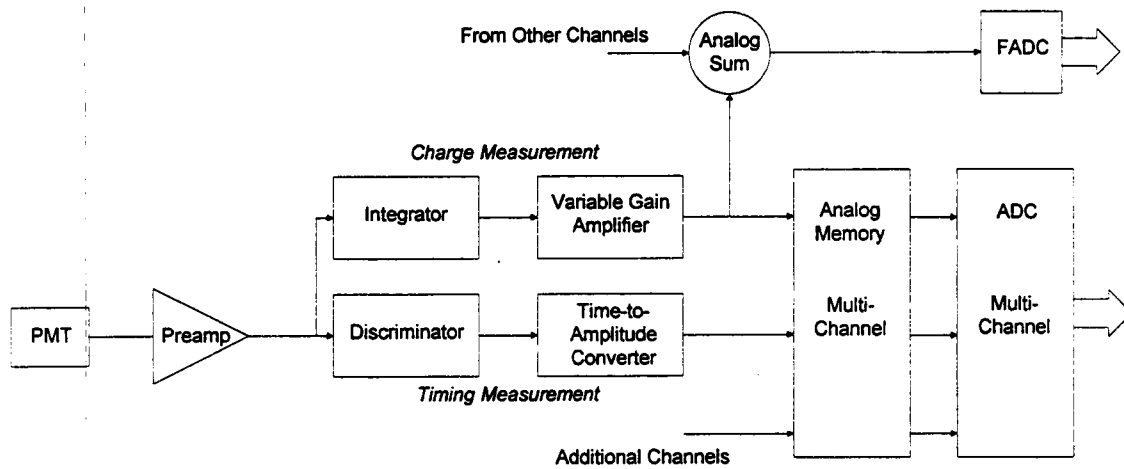 From Other Channels
Analog
Sum
FADC
Charge Measurement
Integrator
Variable Gain
Amplifier
Analog
Memory
ADC
PMT
Preamp
Discriminator
Time-to-
Amplitude
Converter
Multi-
Channel
Multi-
Channel
Timing Measurement
Additional Channels